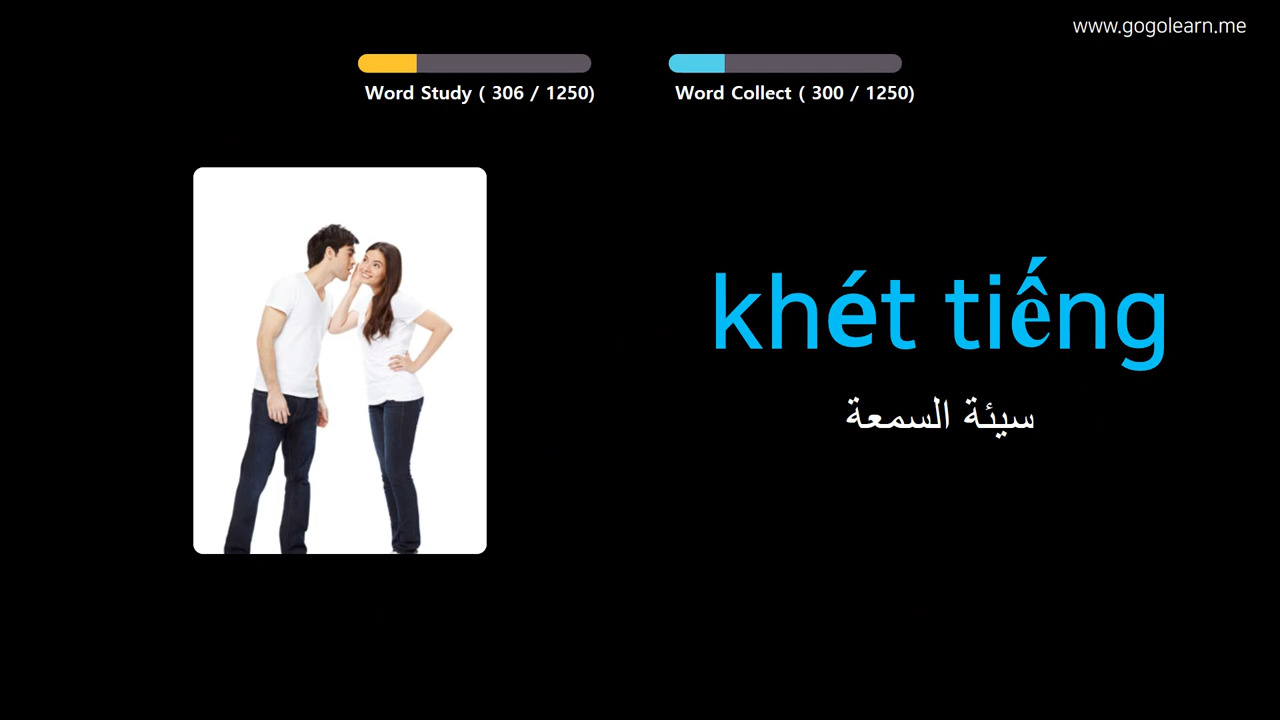 www.gogolearn.me
Word Study ( 306 / 1250)
Word Collect ( 300 / 1250)
khét tiếng
سيئة السمعة